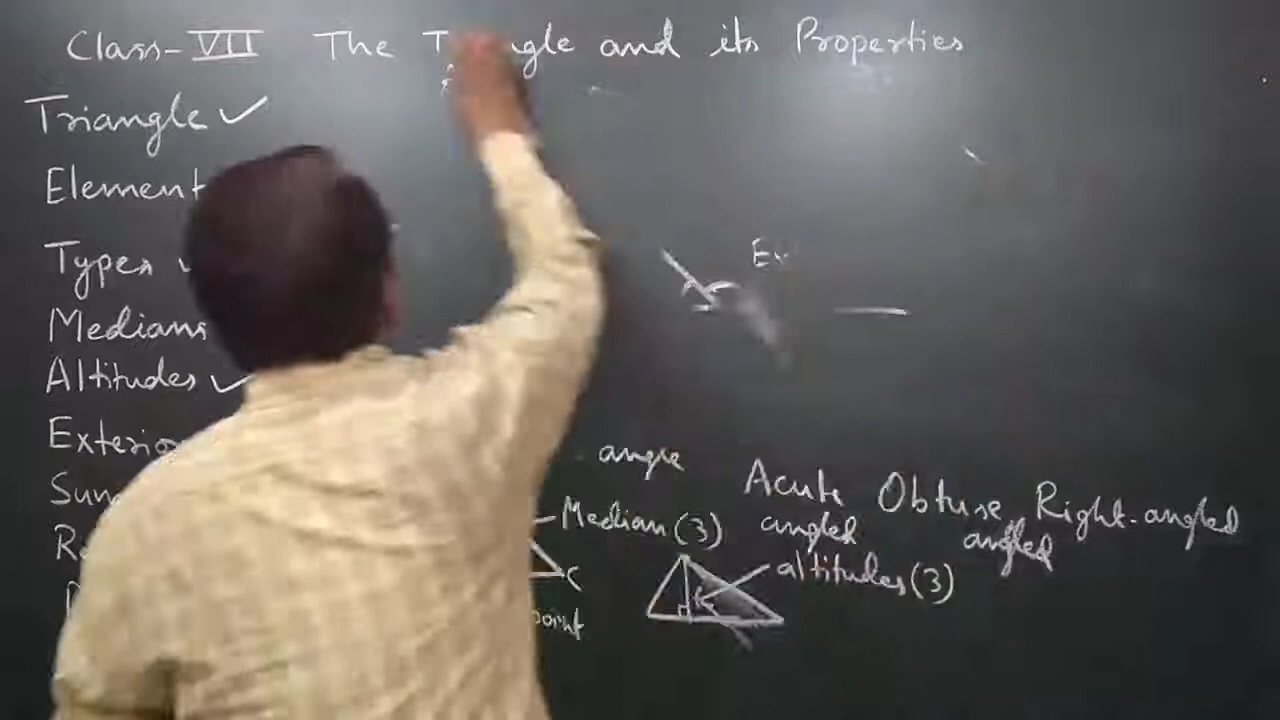 Class-VII The T gle and its Properties
Triangle ✓
Element
Types
Medians
Altitudes ✓
Exterio
Sum
angle
Acute Obtuse Right-angled
angled angled
Median (3)
altitudes (3)
C
point